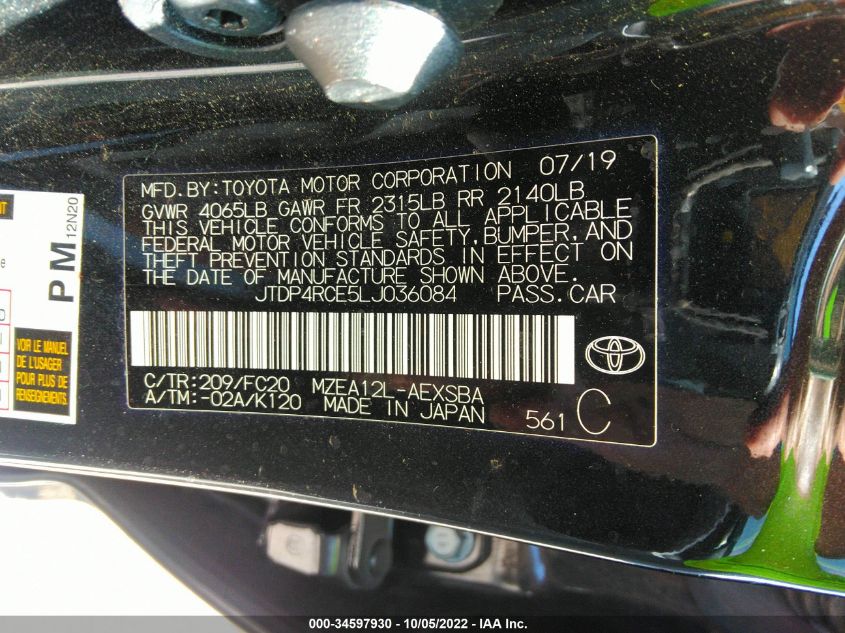 MFD.BY:TOYOTA MOTOR CORPORATION 07/19
GVWR 4065LB GAWR FR 2315LB RR 2140LB
THIS VEHICLE CONFORMS TO ALL APPLICABLE
FEDERAL MOTOR VEHICLE SAFETY,BUMPER,AND
THEFT PREVENTION STANDARDS IN EFFECT ON
THE DATE OF MANUFACTURE SHOWN ABOVE.
JTDP4RCE5LJ036084 PASS.CAR
C/TR:209/FC20 MZEA12L-AEXSBA
A/TM:-02A/K120 MADE IN JAPAN
561 C
PM 12N20
VOIR LE MANUEL
DE L'USAGER
POUR PLUS DE
RENSEIGNEMENTS
000-34597930 - 10/05/2022 - IAA Inc.